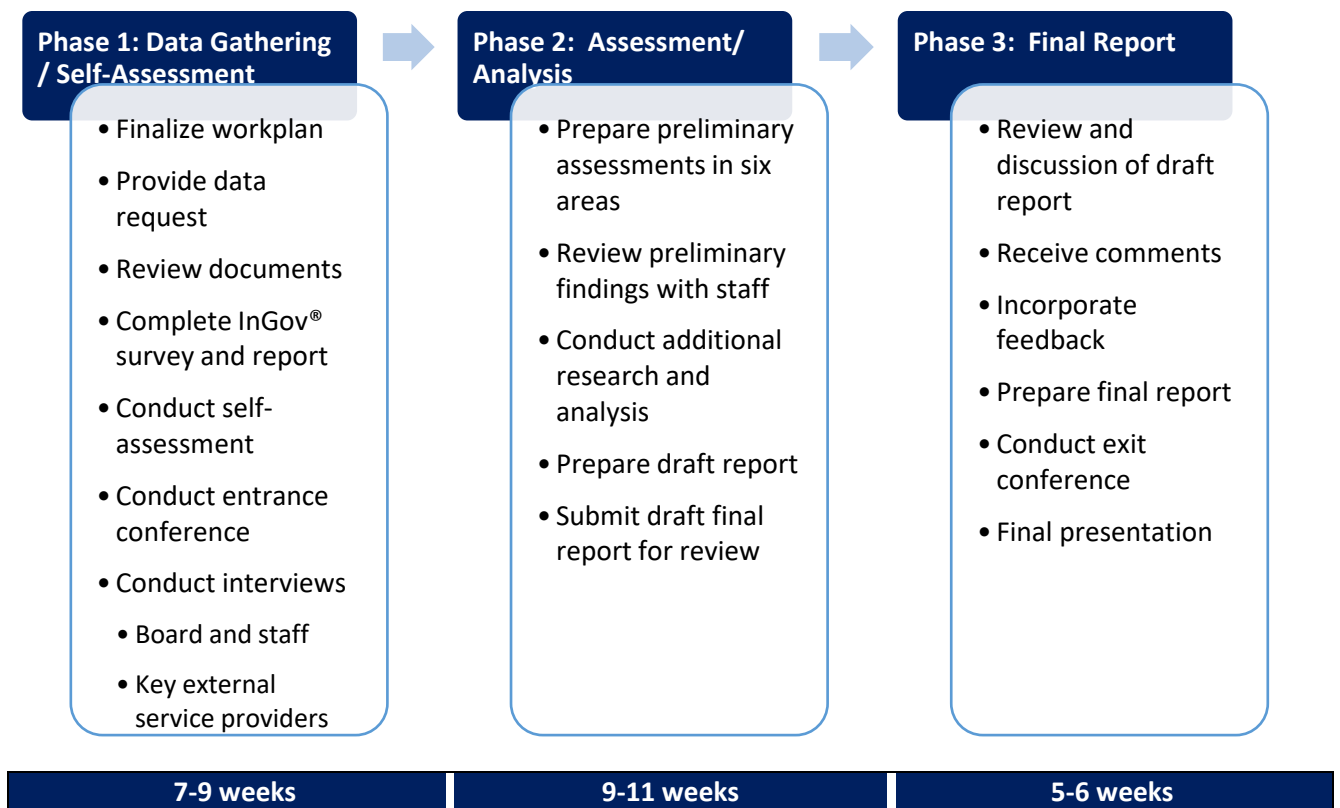 Phase 1: Data Gathering
/ Self-Assessment
• Finalize workplan
• Provide data
request
• Review documents
• Complete InGov®
survey and report
• Conduct self-
assessment
• Conduct entrance
conference
• Conduct interviews
• Board and staff
• Key external
service providers
7-9 weeks
Phase 2: Assessment/
Analysis
• Prepare preliminary
assessments in six
areas
• Review preliminary
findings with staff
• Conduct additional
research and
analysis
• Prepare draft report
• Submit draft final
report for review
9-11 weeks
Phase 3: Final Report
• Review and
discussion of draft
report
• Receive comments
• Incorporate
feedback
• Prepare final report
• Conduct exit
conference
• Final presentation
5-6 weeks